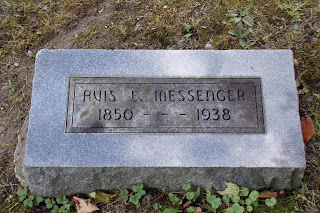 AVIS E. MESSENGER
1850 - - - 1938